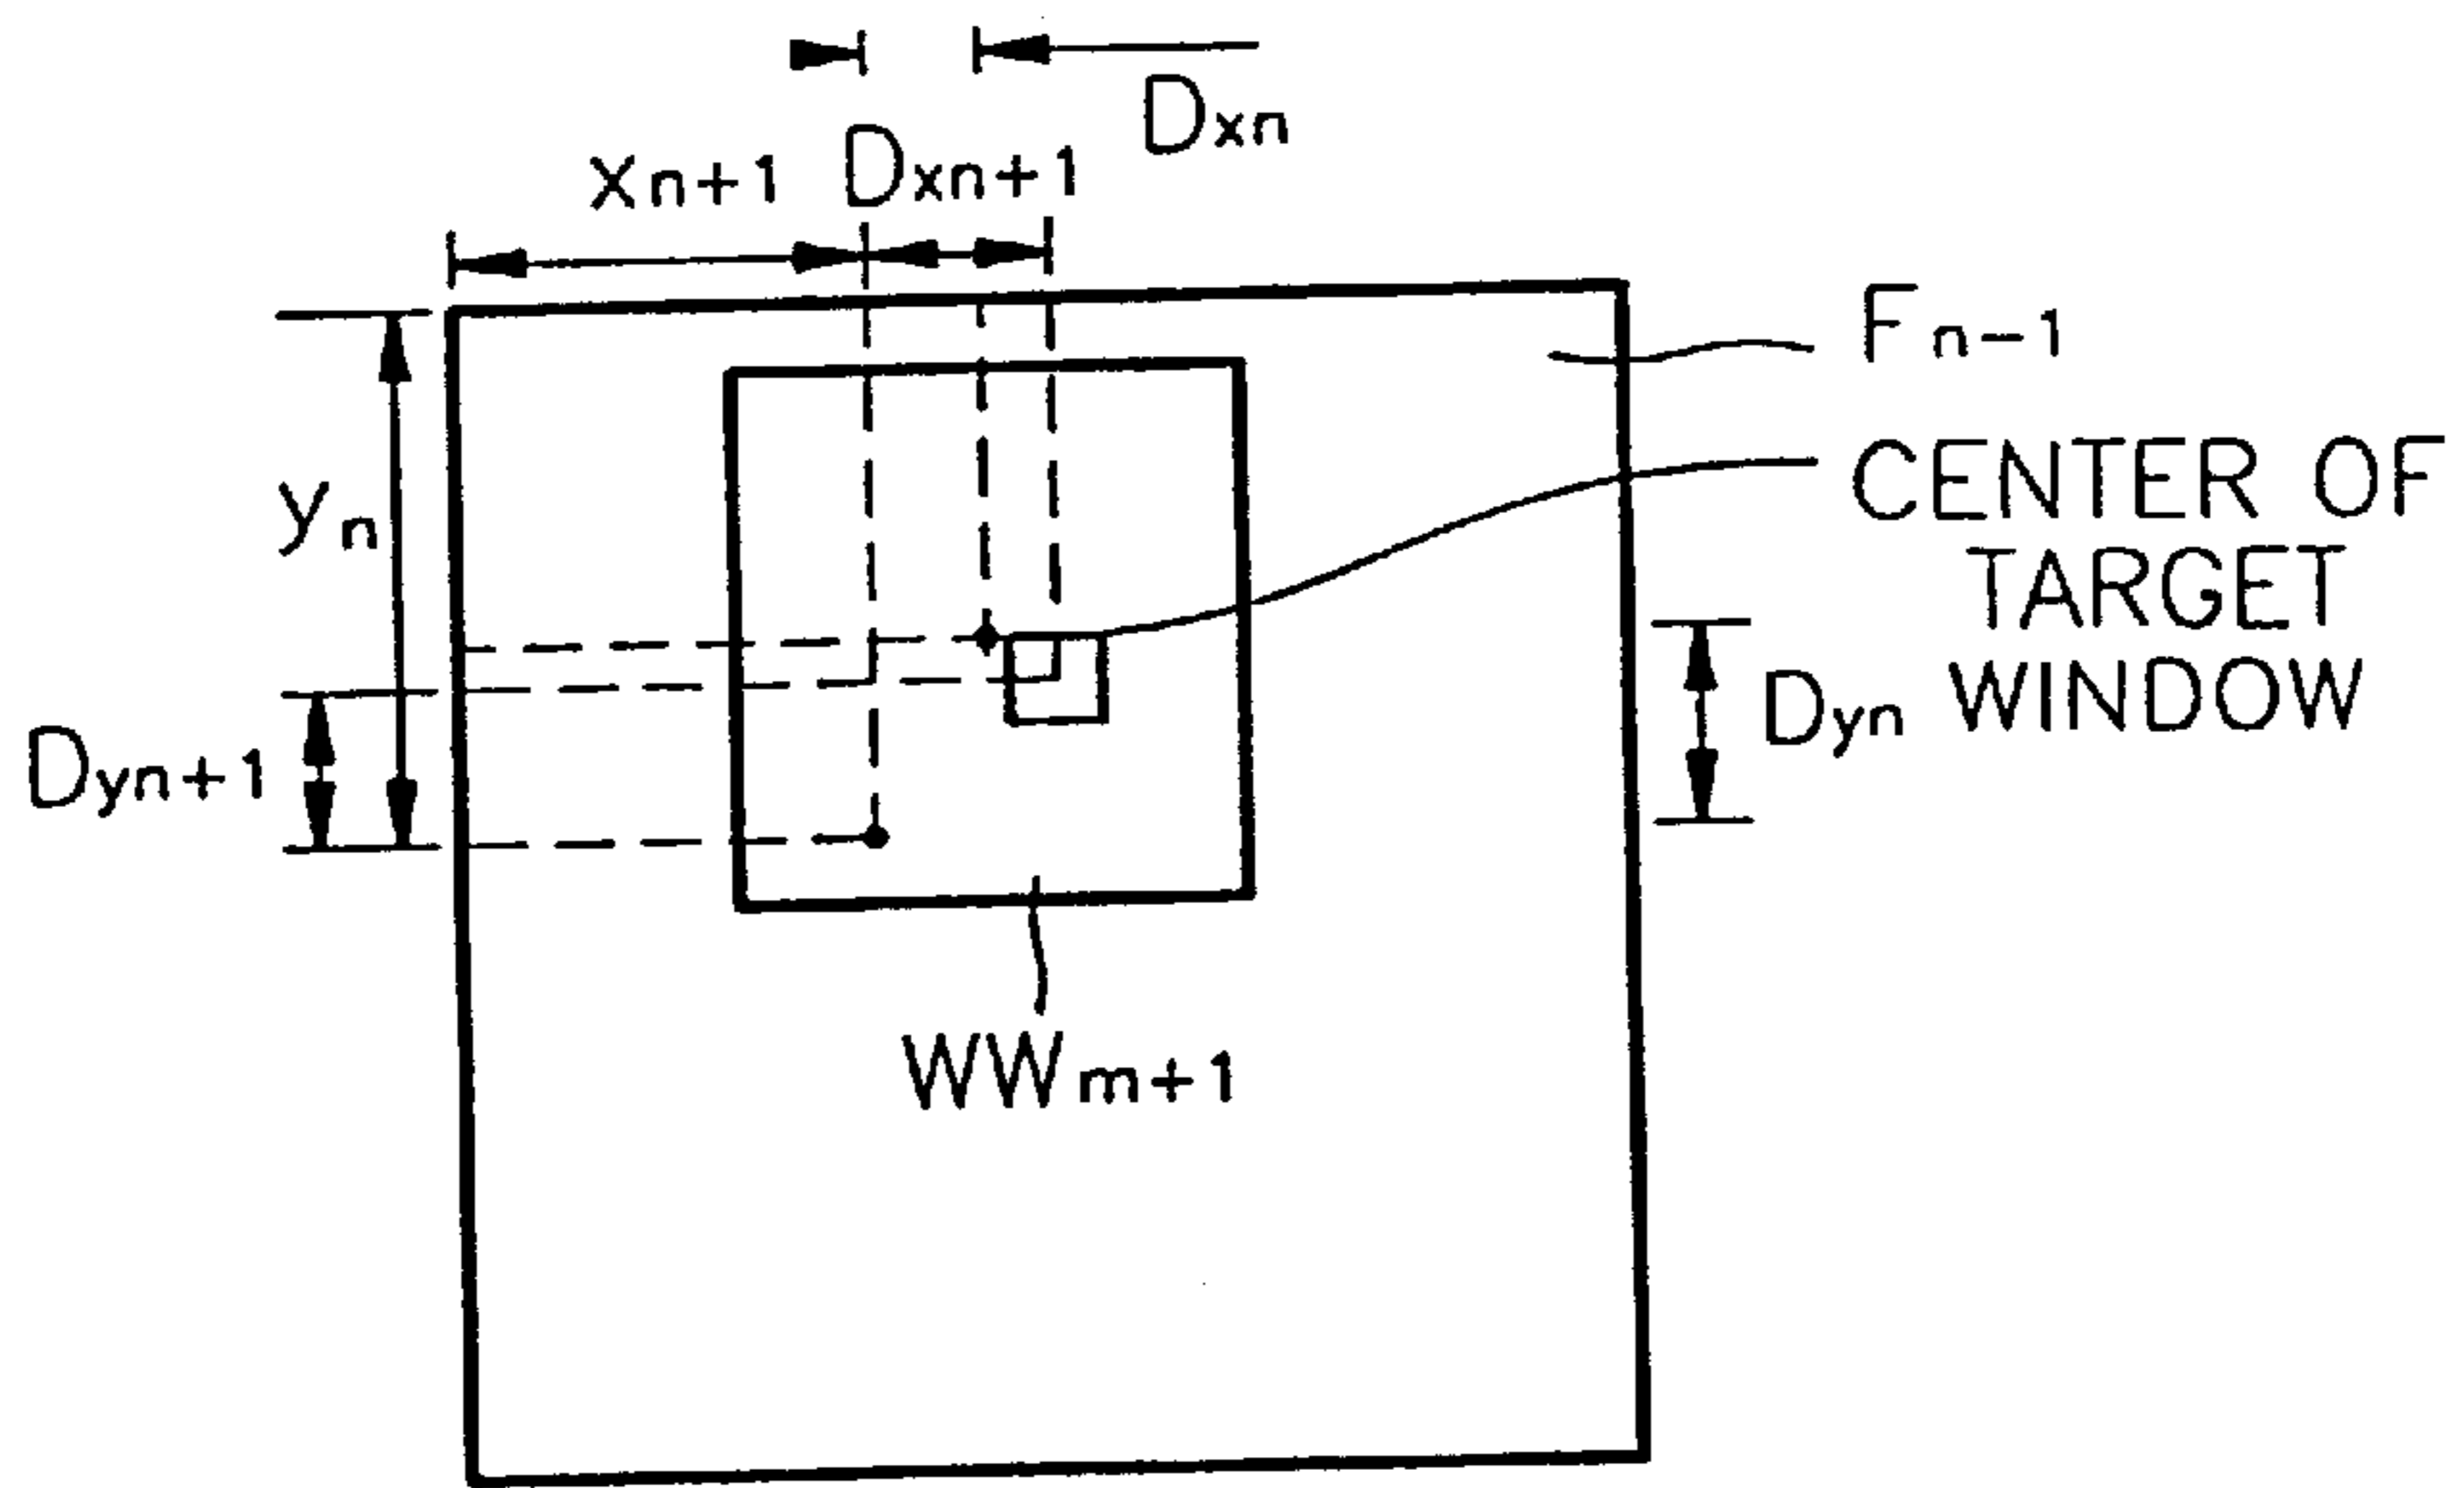 Dxn
xn+1 Dxn+1
Fn-1
yn
CENTER OF
TARGET
WINDOW
Dyn
Dyn+1
WWm+1